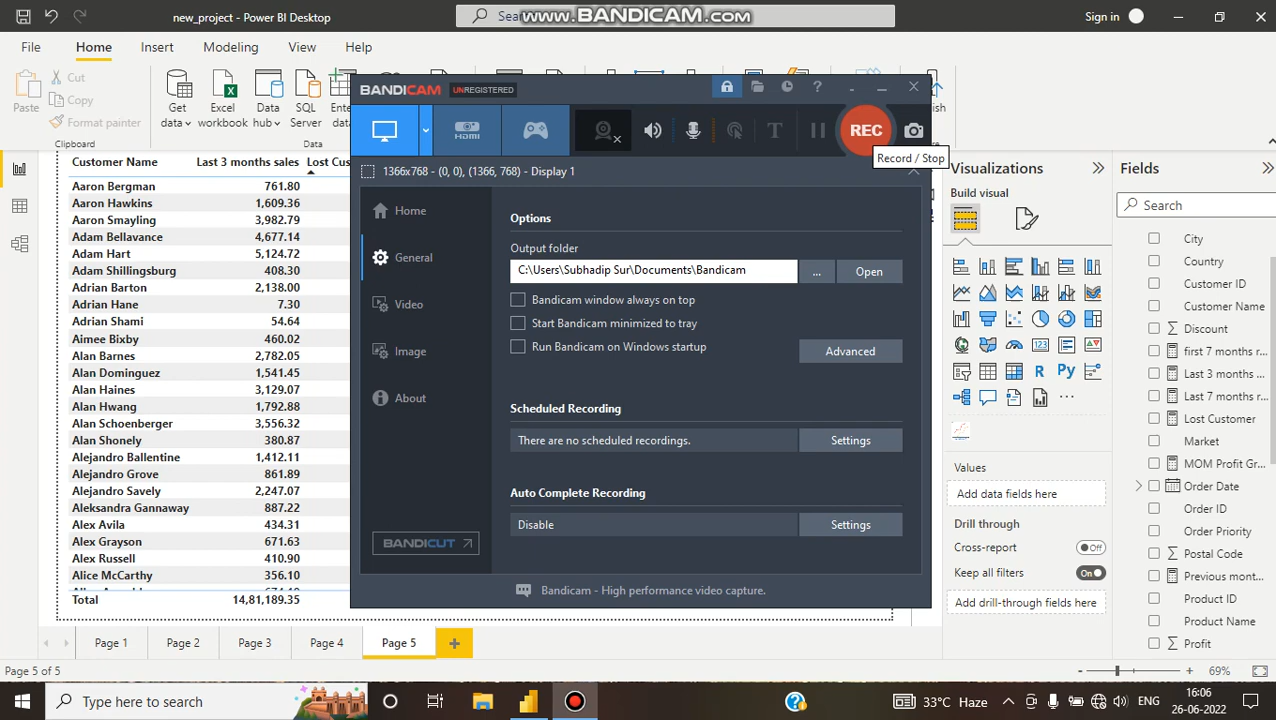 new_project - Power BI Desktop
www.BANDICAM.com
Sign in
File
Home
Insert
Modeling
View
Help
Paste
Cut
Copy
Format painter
Get
data
Excel
workbook
Data
hub
SQL
Server
Data
BANDICAM UNREGISTERED
HDMI
REC
Record / Stop
1366x768 - (0, 0), (1366, 768) - Display 1
Home
General
Video
Image
About
BANDICUT
Options
Output folder
C:\Users\Subhadip Sur\Documents\Bandicam
...
Open
Bandicam window always on top
Start Bandicam minimized to tray
Run Bandicam on Windows startup
Advanced
Scheduled Recording
There are no scheduled recordings.
Settings
Auto Complete Recording
Disable
Settings
Bandicam - High performance video capture.
Customer Name Last 3 months sales Lost Cus
Aaron Bergman 761.80
Aaron Hawkins 1,609.36
Aaron Smayling 3,982.79
Adam Bellavance 4,677.14
Adam Hart 5,124.72
Adam Shillingsburg 408.30
Adrian Barton 2,138.00
Adrian Hane 7.30
Adrian Shami 54.64
Aimee Bixby 460.02
Alan Barnes 2,782.05
Alan Dominguez 1,541.45
Alan Haines 3,129.07
Alan Hwang 1,792.88
Alan Schoenberger 3,556.32
Alan Shonely 380.87
Alejandro Ballentine 1,412.11
Alejandro Grove 861.89
Alejandro Savely 2,247.07
Aleksandra Gannaway 887.22
Alex Avila 434.31
Alex Grayson 671.63
Alex Russell 410.90
Alice McCarthy 356.10
Total 14,81,189.35
Visualizations
Build visual
R
Py
...
Values
Add data fields here
Drill through
Cross-report
Off
Keep all filters
On
Add drill-through fields here
Fields
Search
City
Country
Customer ID
Customer Name
Discount
first 7 months r...
Last 3 months ...
Last 7 months r...
Lost Customer
Market
MOM Profit Gr...
Order Date
Order ID
Order Priority
Postal Code
Previous mont...
Product ID
Product Name
Profit
Page 1
Page 2
Page 3
Page 4
Page 5
Page 5 of 5
69%
Type here to search
33°C Haze
ENG
16:06
26-06-2022